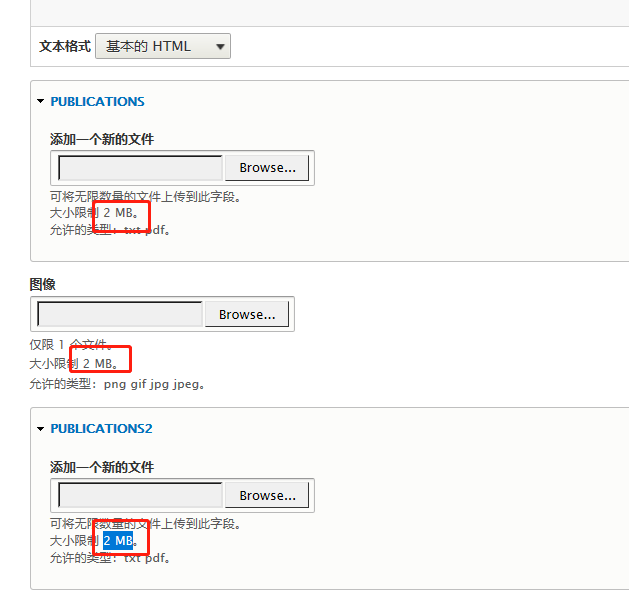 文本格式 基本的 HTML
PUBLICATIONS
添加一个新的文件
Browse...
可将无限数量的文件上传到此字段。
大小限制 2 MB。
允许的类型：txt pdf。
图像
Browse...
仅限 1 个文件。
大小限制 2 MB。
允许的类型：png gif jpg jpeg。
PUBLICATIONS2
添加一个新的文件
Browse...
可将无限数量的文件上传到此字段。
大小限制 2 MB。
允许的类型：txt pdf。